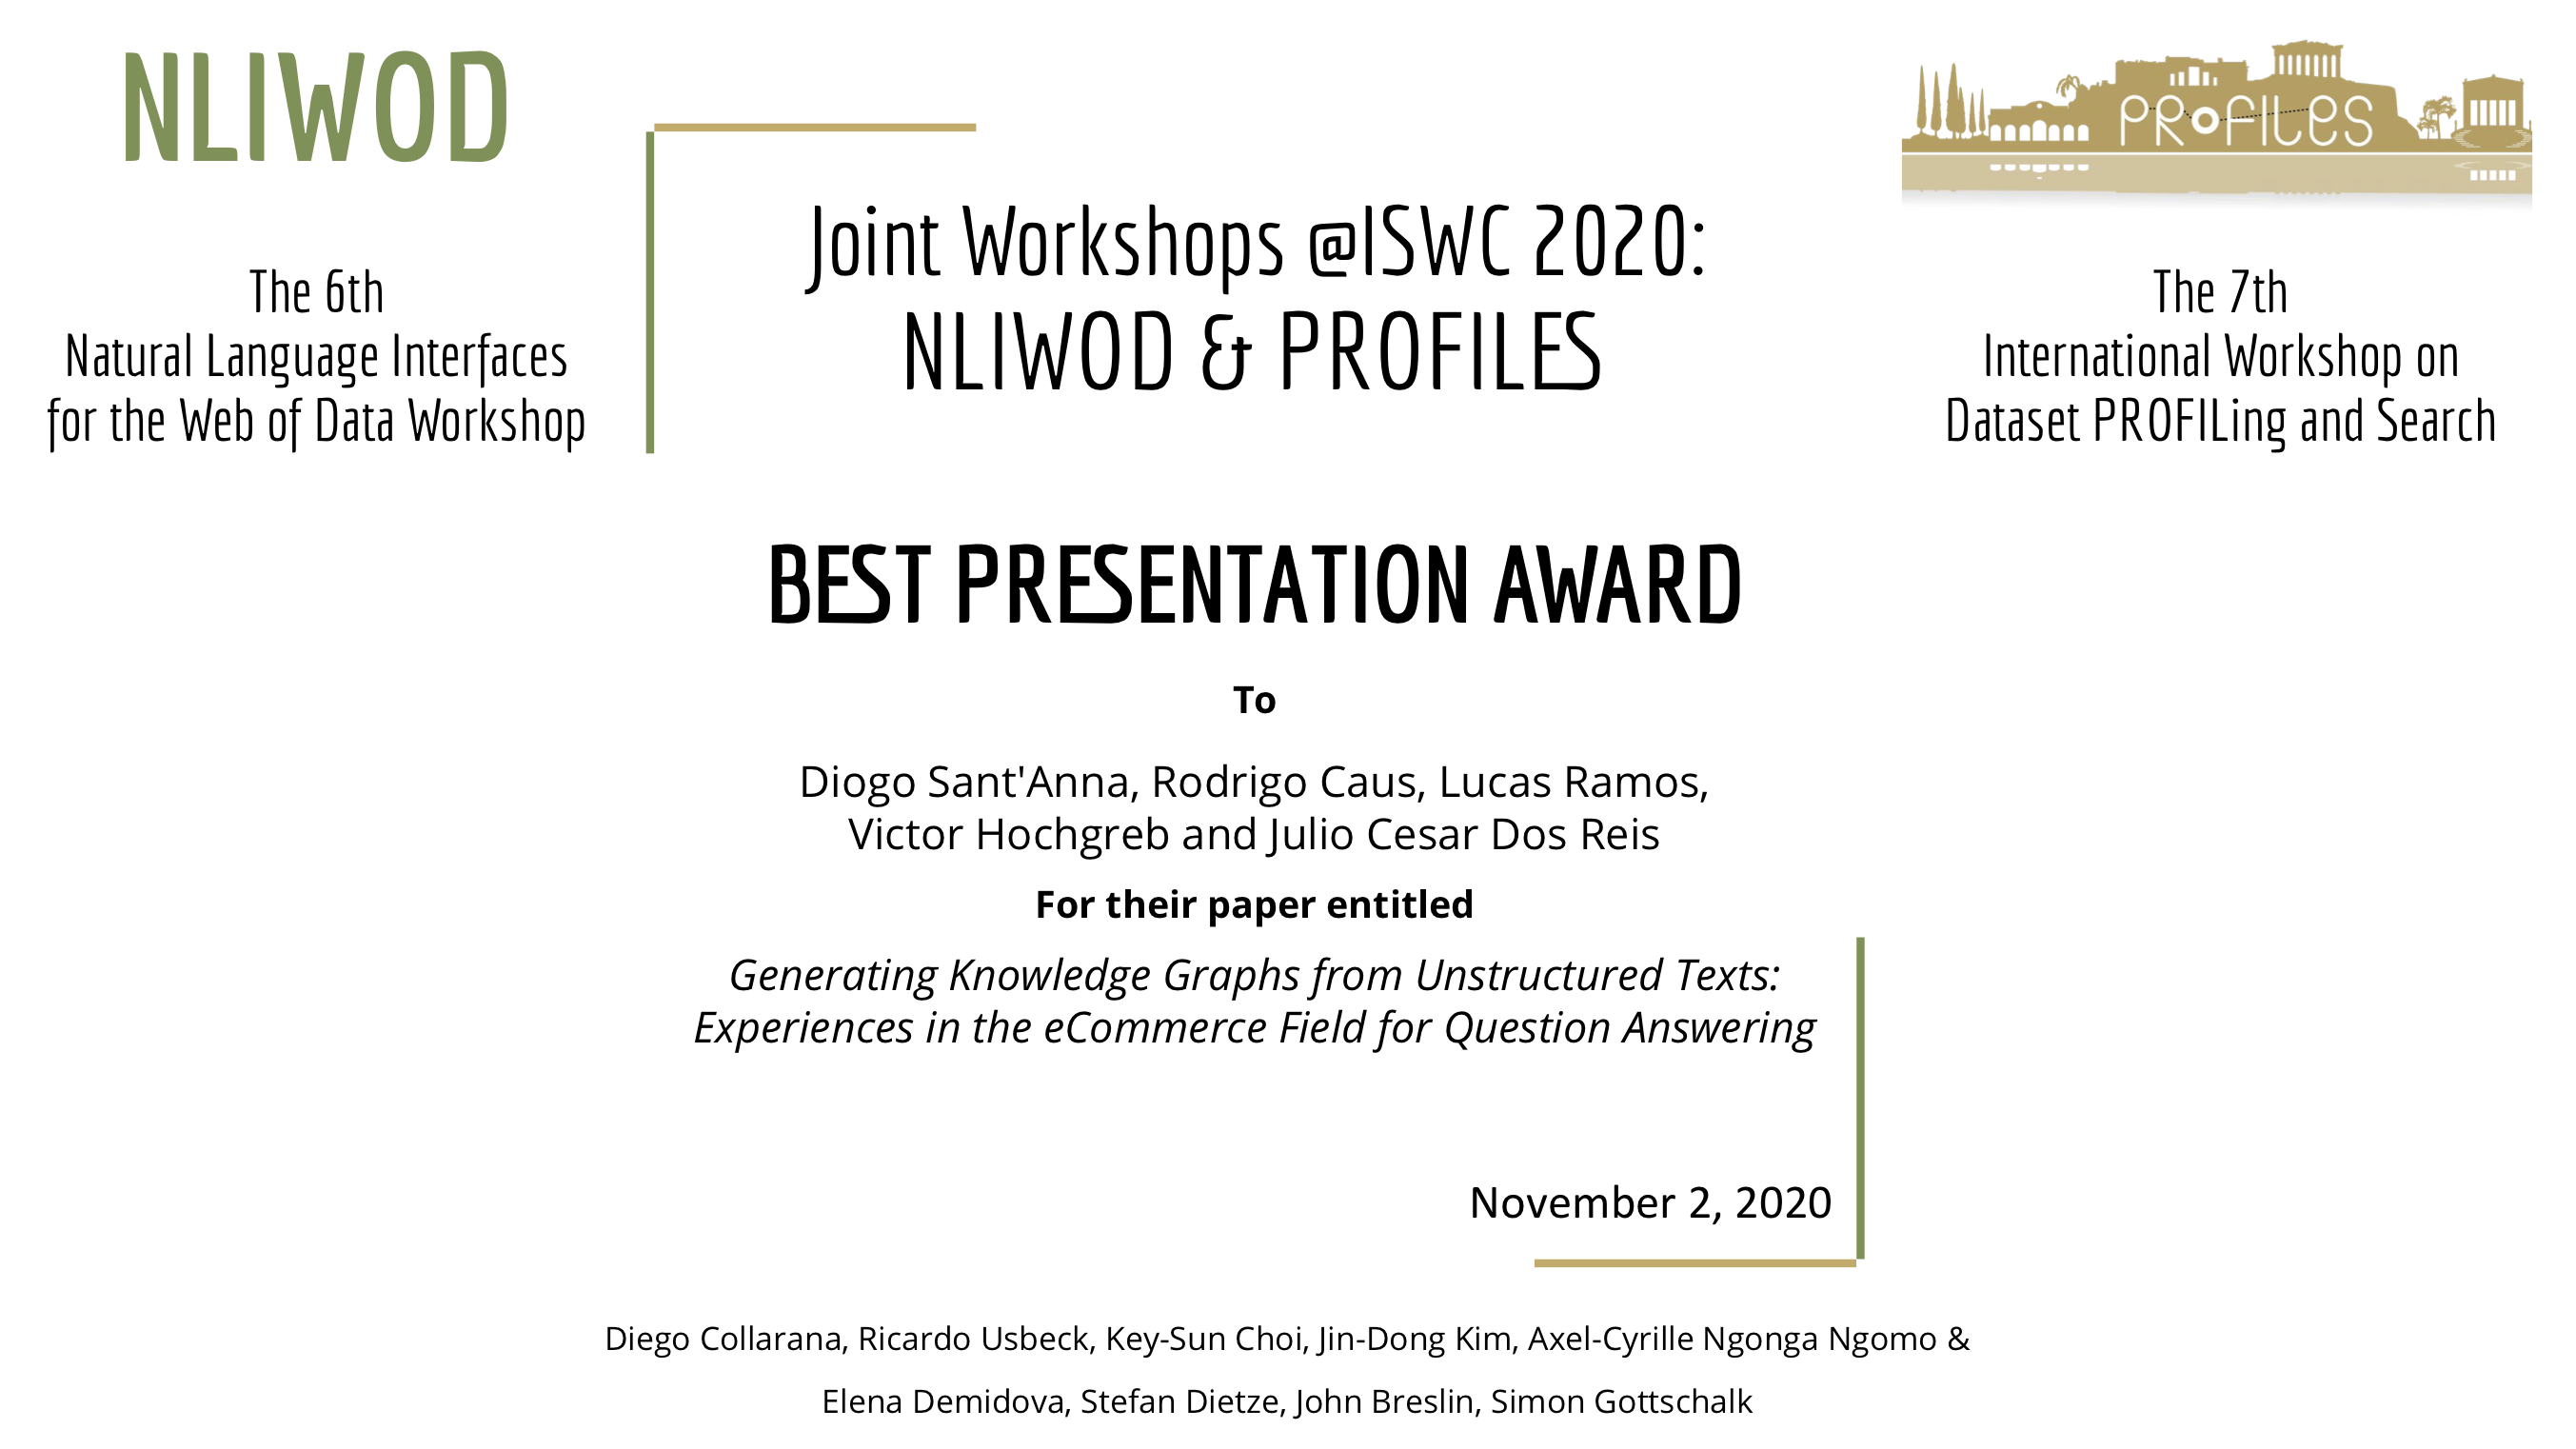 NLIWOD
The 6th
Natural Language Interfaces
for the Web of Data Workshop
PROFILES
The 7th
International Workshop on
Dataset PROFILing and Search
Joint Workshops @ISWC 2020:
NLIWOD & PROFILES
BEST PRESENTATION AWARD
To
Diogo Sant'Anna, Rodrigo Caus, Lucas Ramos,
Victor Hochgreb and Julio Cesar Dos Reis
For their paper entitled
Generating Knowledge Graphs from Unstructured Texts:
Experiences in the eCommerce Field for Question Answering
November 2, 2020
Diego Collarana, Ricardo Usbeck, Key-Sun Choi, Jin-Dong Kim, Axel-Cyrille Ngonga Ngomo &
Elena Demidova, Stefan Dietze, John Breslin, Simon Gottschalk